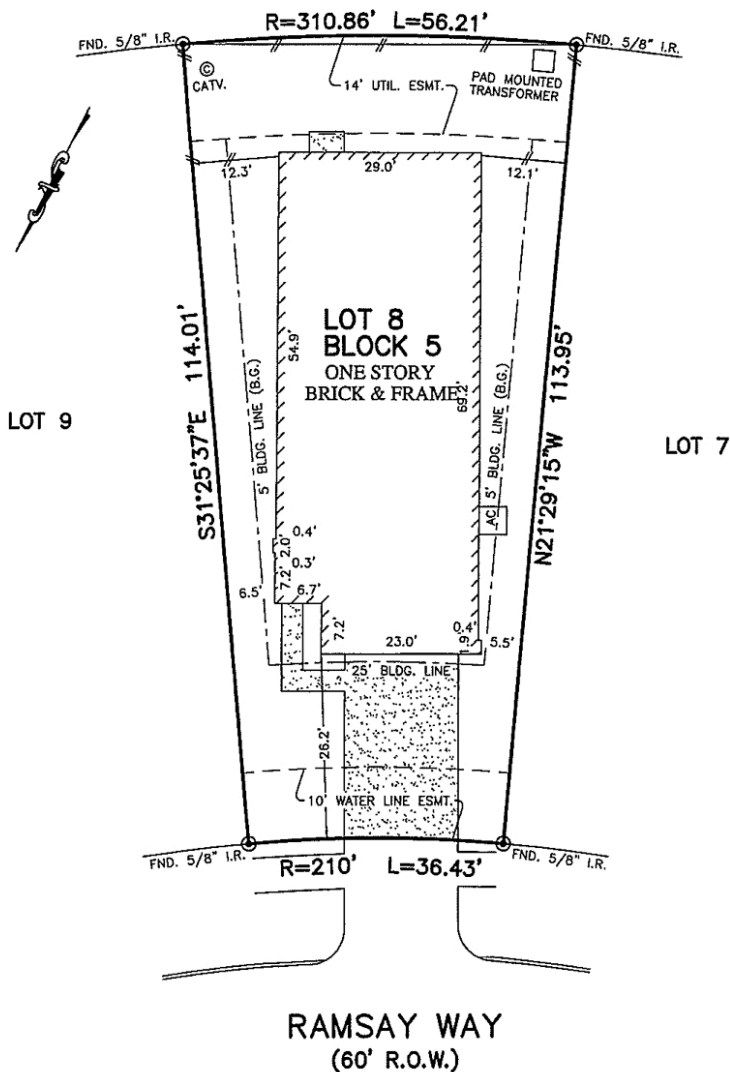 R=310.86' L=56.21'
FND. 5/8" I.R.
FND. 5/8" I.R.
©
CATV.
14' UTIL. ESMT.
PAD MOUNTED
TRANSFORMER
12.3'
29.0'
12.1'
LOT 8
BLOCK 5
ONE STORY
BRICK & FRAME
54.9'
69.2'
S31°25'37"E 114.01'
N21°29'15"W 113.95'
LOT 9
LOT 7
5' BLDG. LINE (B.G.)
5' BLDG. LINE (B.G.)
AC
0.4'
2.0'
0.3'
7.2'
6.5'
6.7'
7.2'
23.0'
0.4'
1.9'
5.5'
25' BLDG. LINE
26.2'
10' WATER LINE ESMT.
FND. 5/8" I.R.
FND. 5/8" I.R.
R=210' L=36.43'
RAMSAY WAY
(60' R.O.W.)